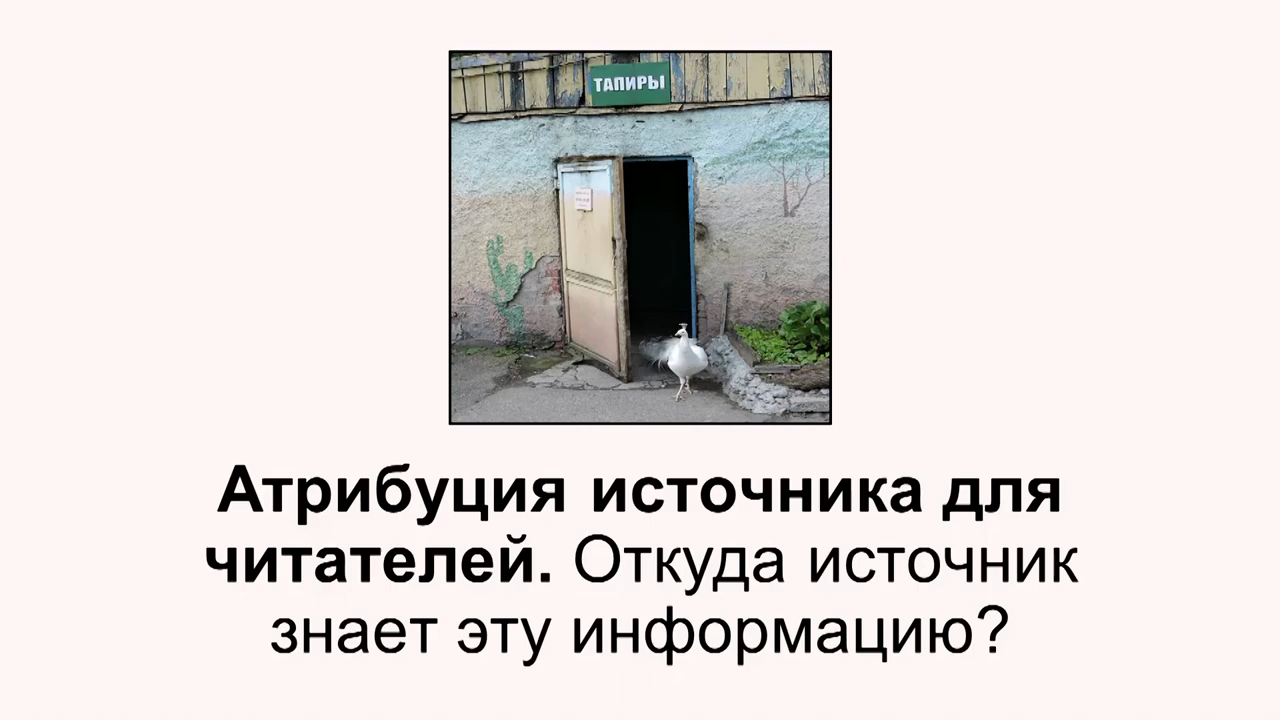 ТАПИРЫ
Атрибуция источника для
читателей. Откуда источник
знает эту информацию?